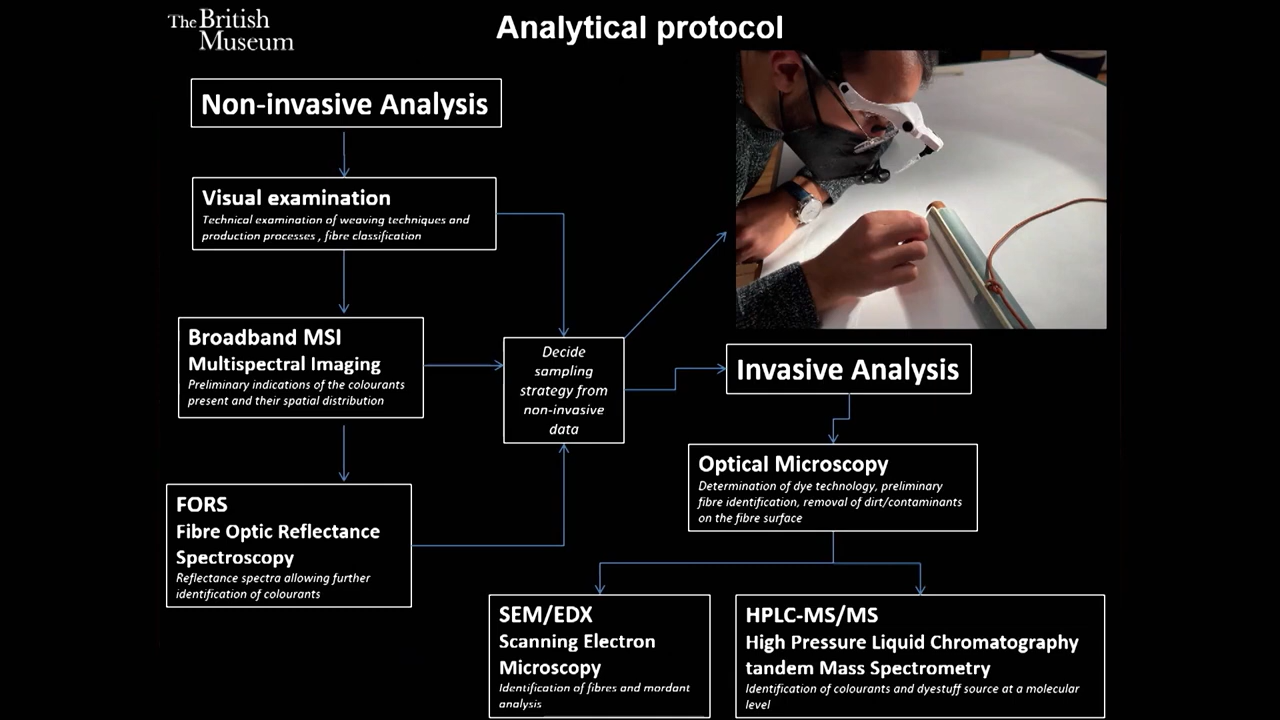 The British
Museum
Analytical protocol
Non-invasive Analysis
Visual examination
Technical examination of weaving techniques and
production processes , fibre classification
Broadband MSI
Multispectral Imaging
Preliminary indications of the colourants
present and their spatial distribution
FORS
Fibre Optic Reflectance
Spectroscopy
Reflectance spectra allowing further
identification of colourants
Decide
sampling
strategy from
non-invasive
data
Invasive Analysis
Optical Microscopy
Determination of dye technology, preliminary
fibre identification, removal of dirt/contaminants
on the fibre surface
SEM/EDX
Scanning Electron
Microscopy
Identification of fibres and mordant
analysis
HPLC-MS/MS
High Pressure Liquid Chromatography
tandem Mass Spectrometry
Identification of colourants and dyestuff source at a molecular
level